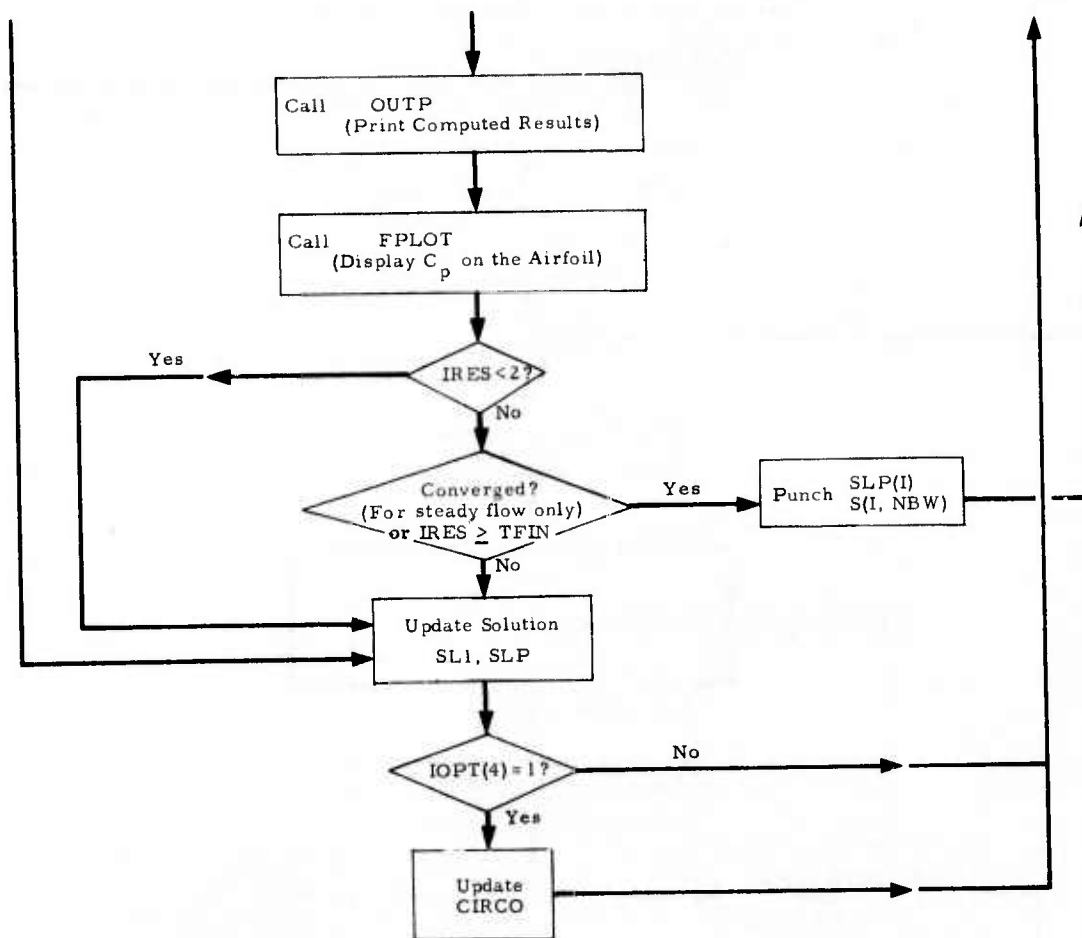 Call OUTP
(Print Computed Results)
Call FPLOT
(Display Cp on the Airfoil)
Yes
IRES<2?
No
Converged?
(For steady flow only)
or IRES ≥ TFIN
Yes
Punch SLP(I)
S(I, NBW)
No
Update Solution
SL1, SLP
IOPT(4)=1?
No
Yes
Update
CIRCO